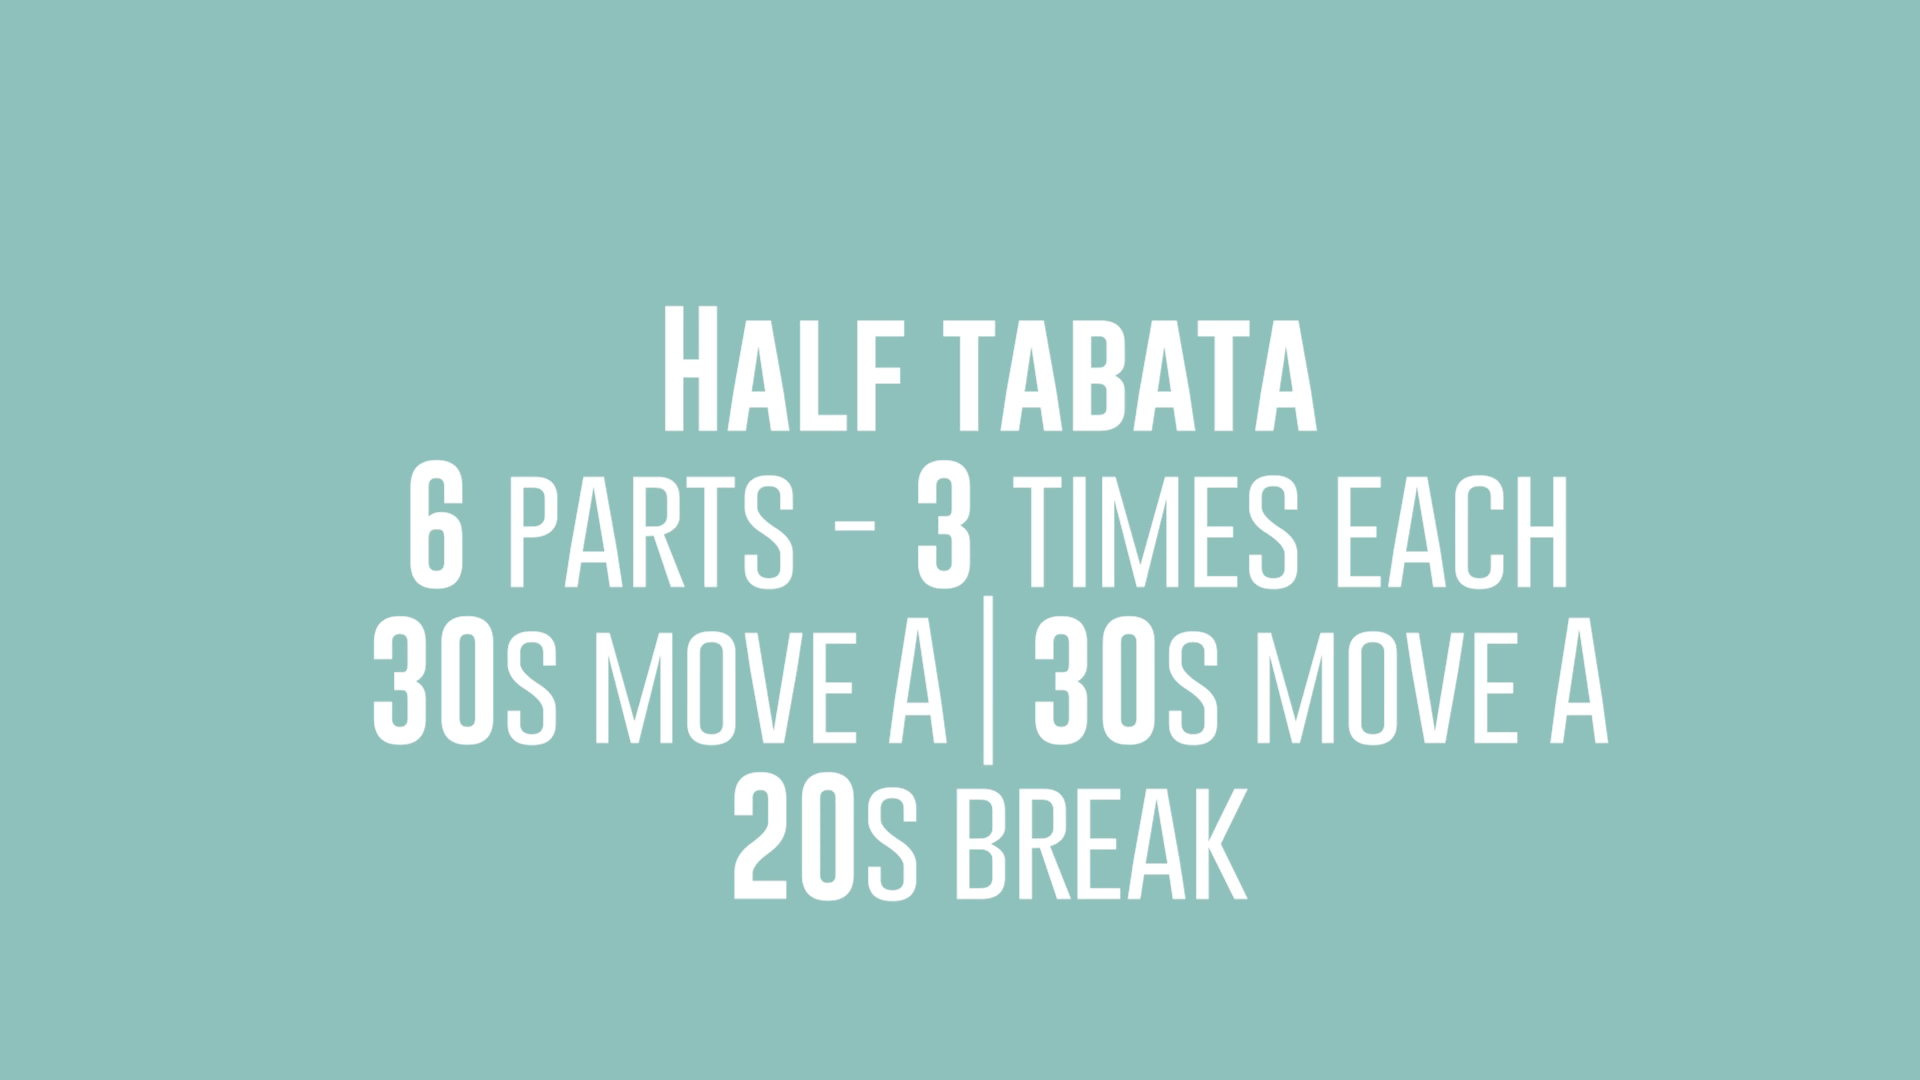 Half tabata
6 parts - 3 times each
30s move A | 30s move A
20s break